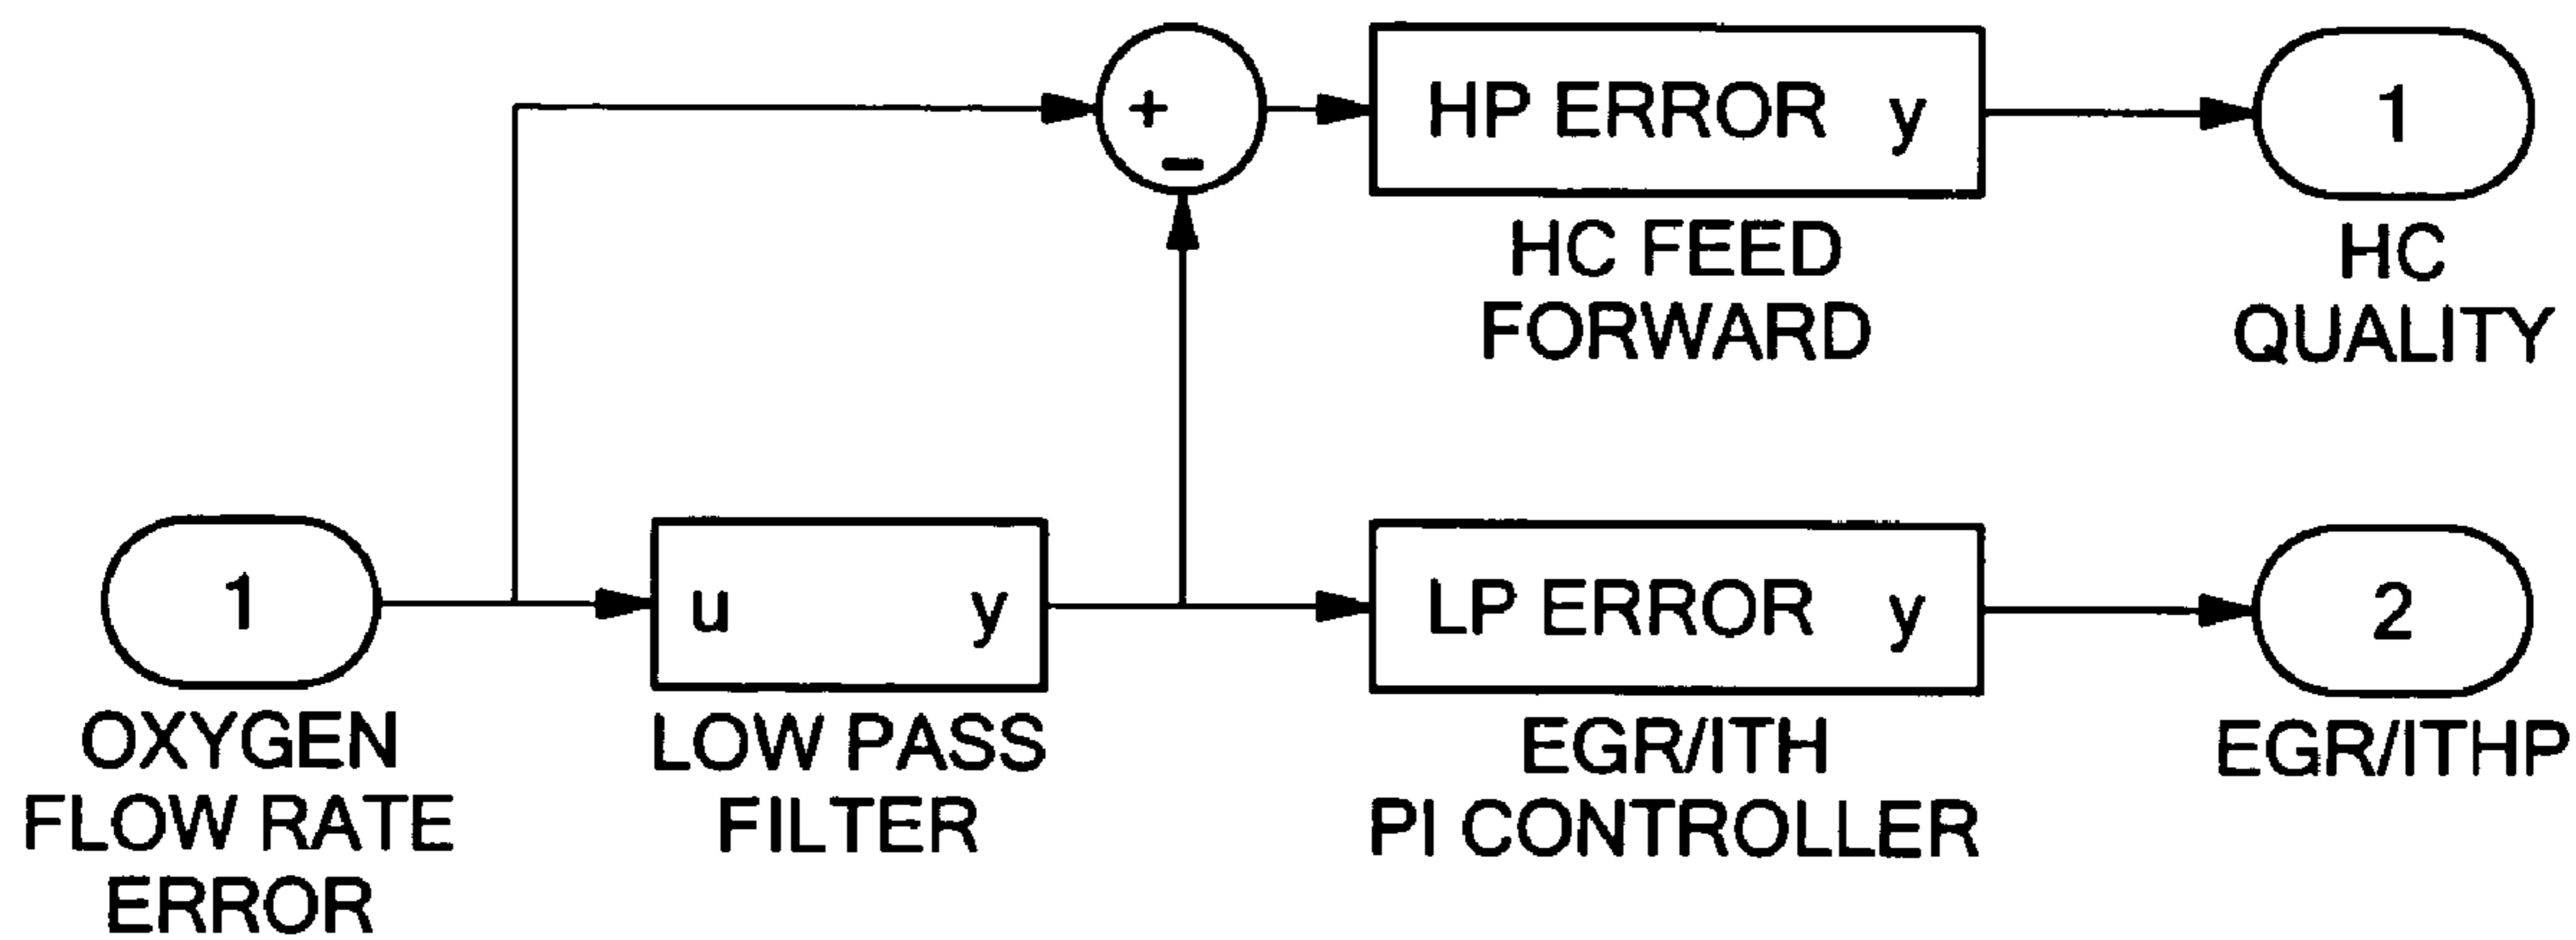 +
-
HP ERROR y
1
HC FEED
FORWARD
HC
QUALITY
1
u y
LP ERROR y
2
OXYGEN
FLOW RATE
ERROR
LOW PASS
FILTER
EGR/ITH
PI CONTROLLER
EGR/ITHP